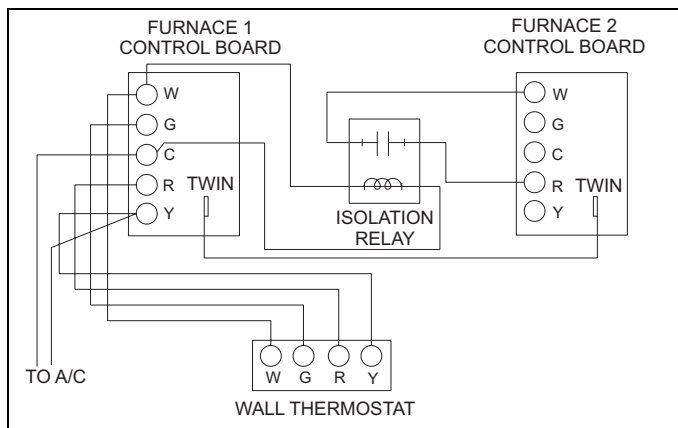 FURNACE 1
CONTROL BOARD
FURNACE 2
CONTROL BOARD
W
G
C
R
Y
TWIN
ISOLATION
RELAY
W
G
C
R
Y
TWIN
TO A/C
W G R Y
WALL THERMOSTAT